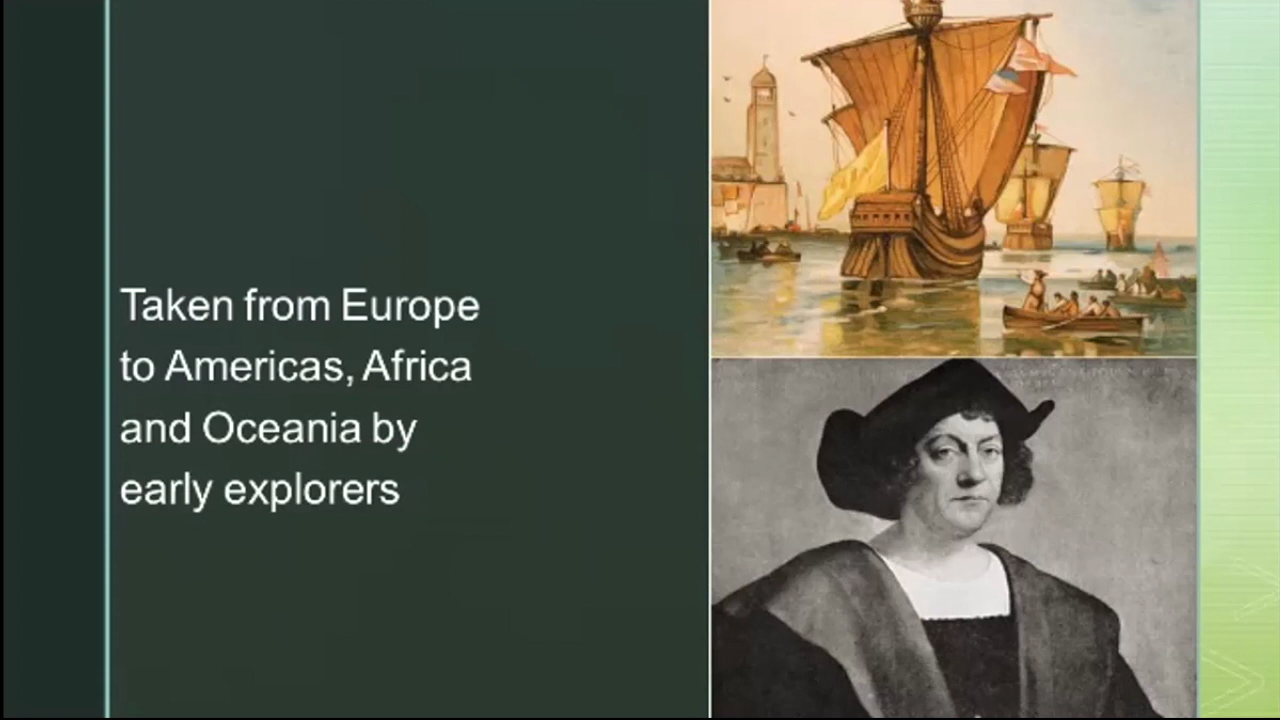 Taken from Europe
to Americas, Africa
and Oceania by
early explorers